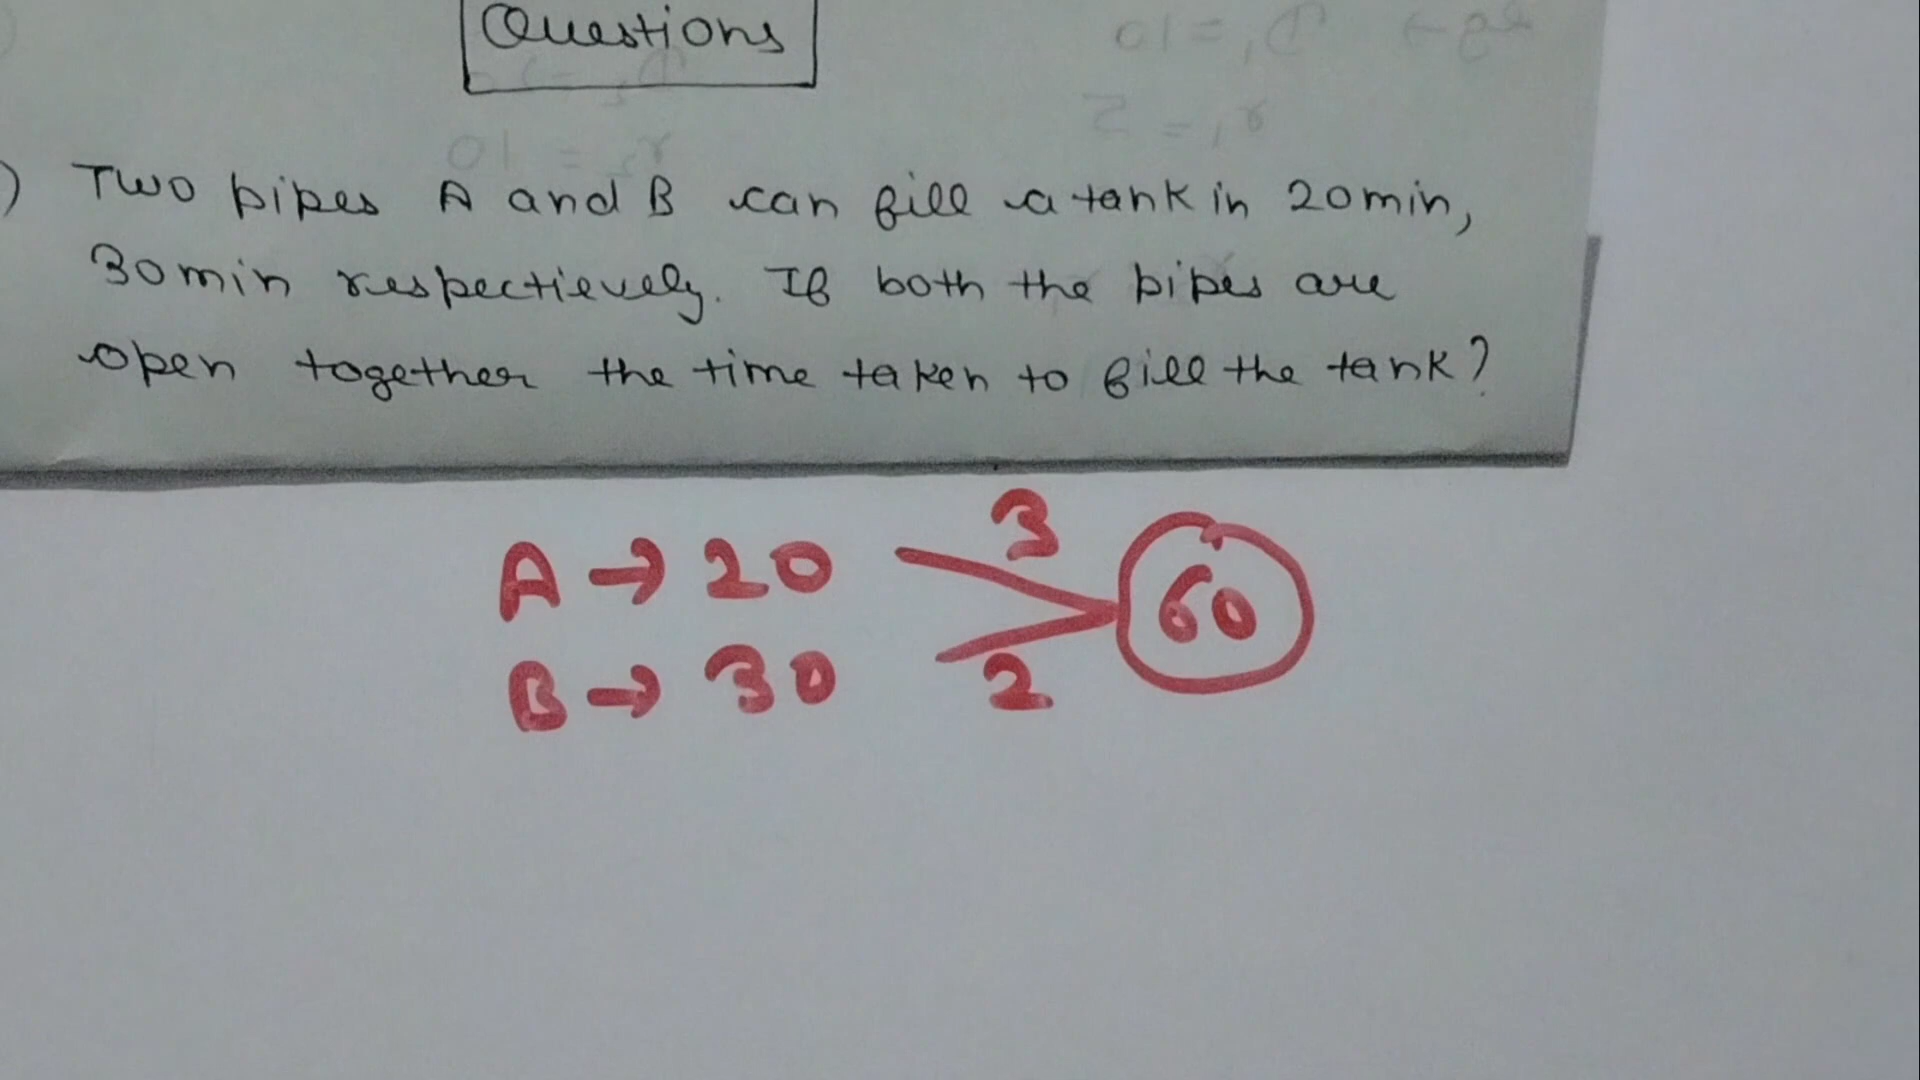 Questions
) Two pipes A and B can fill a tank in 20min,
30min respectievely. If both the pipes are
open together the time taken to fill the tank?
A → 20 3 60
B → 30 2